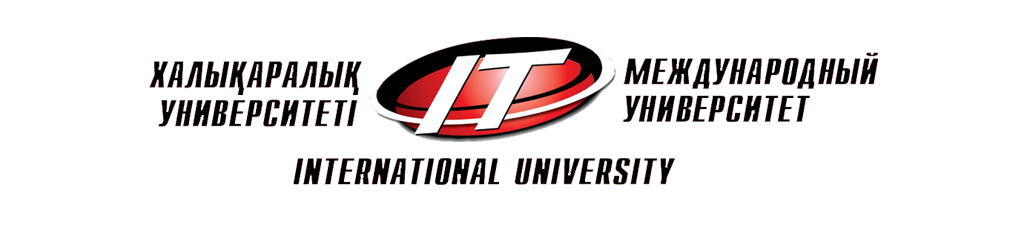 ХАЛЫҚАРАЛЫҚ
УНИВЕРСИТЕТІ
IT
МЕЖДУНАРОДНЫЙ
УНИВЕРСИТЕТ
INTERNATIONAL UNIVERSITY